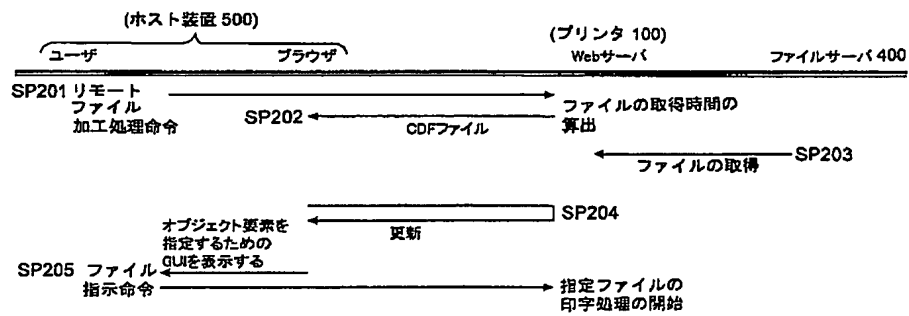 (ホスト装置 500)
(プリンタ 100)
ユーザ
ブラウザ
Webサーバ
ファイルサーバ 400
SP201 リモート
ファイル
加工処理命令
SP202
CDFファイル
ファイルの取得時間の
算出
ファイルの取得
SP203
SP204
更新
オブジェクト要素を
指定するための
GUIを表示する
SP205 ファイル
指示命令
指定ファイルの
印字処理の開始